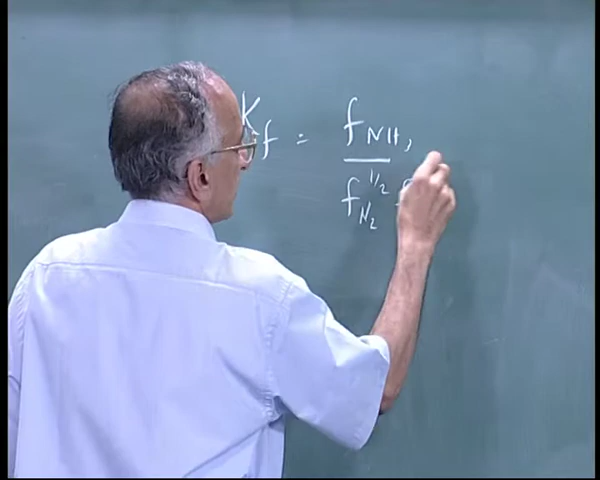 K_f = f_NH3
f_N2^1/2 f